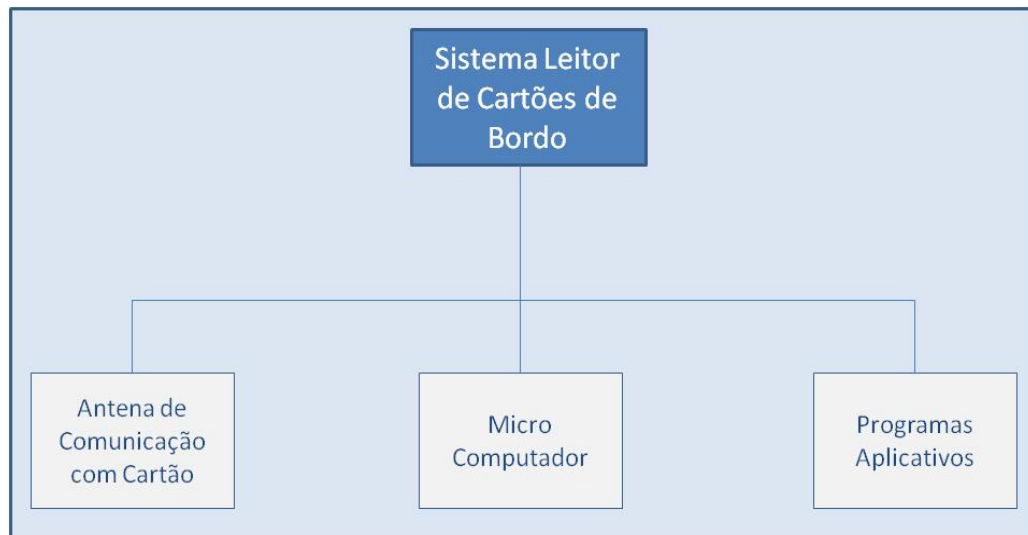 Sistema Leitor
de Cartões de
Bordo
Antena de
Comunicação
com Cartão
Micro
Computador
Programas
Aplicativos